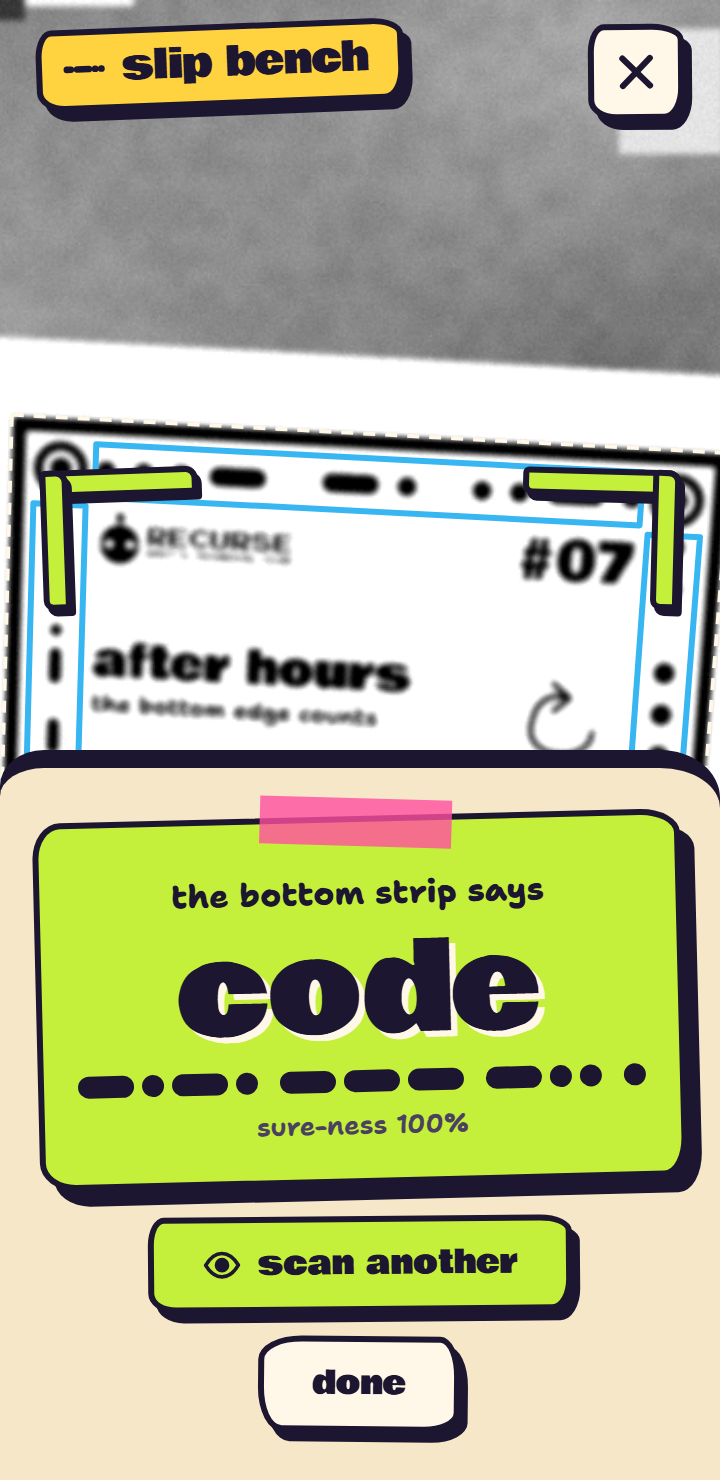 slip bench
RECURSE
#07
after hours
the bottom edge counts
the bottom strip says
code
sure-ness 100%
scan another
done